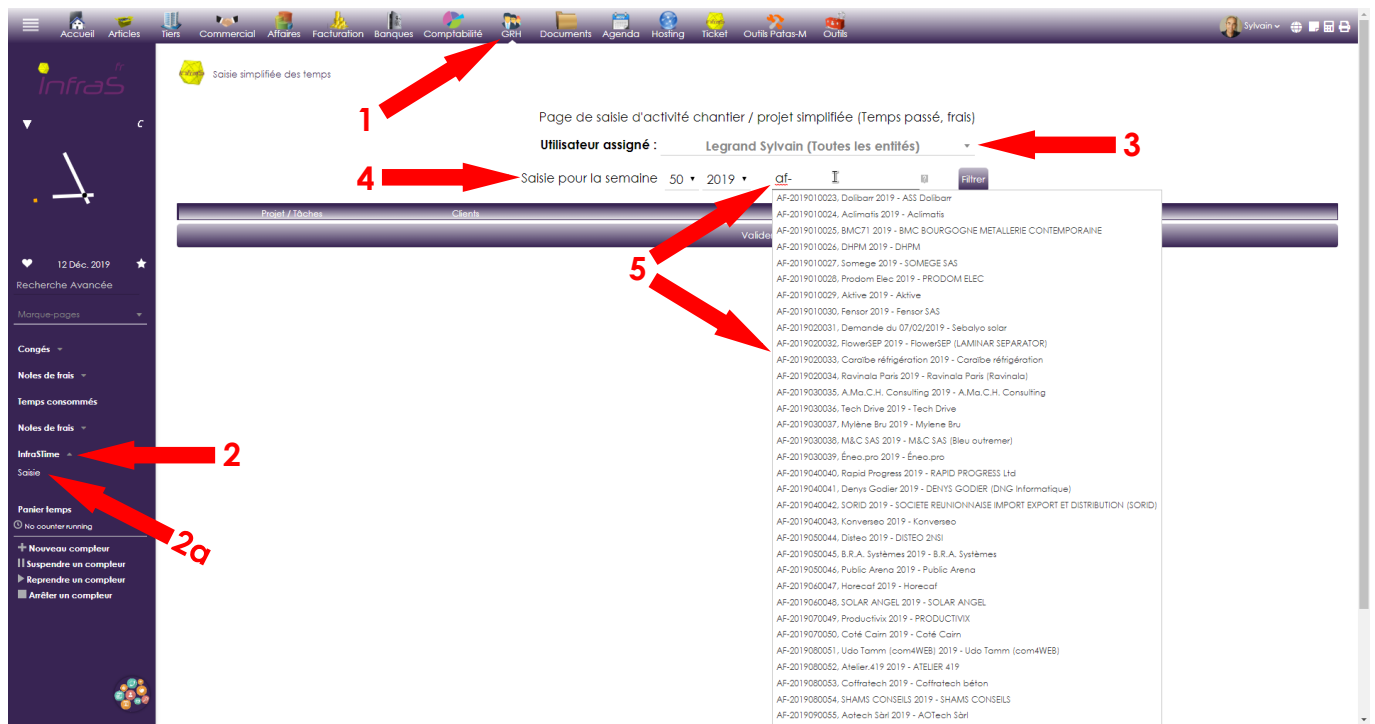 Accueil Articles Tiers Commercial Affaires Facturation Banques Comptabilité GRH Documents Agenda Hosting Ticket Outils Patas-M Outils Sylvain
infraS.fr
Saisie simplifiée des temps
1
C
Page de saisie d'activité chantier / projet simplifiée (Temps passé, frais)
Utilisateur assigné : Legrand Sylvain (Toutes les entités)
3
4
Saisie pour la semaine 50 2019 af- Filtrer
Projet / Tâches Clients
Valide
5
AF-2019010023, Dolibarr 2019 - ASS Dolibarr
AF-2019010024, Aclimatis 2019 - Aclimatis
AF-2019010025, BMC71 2019 - BMC BOURGOGNE METALLERIE CONTEMPORAINE
AF-2019010026, DHPM 2019 - DHPM
AF-2019010027, Somege 2019 - SOMEGE SAS
AF-2019010028, Prodom Elec 2019 - PRODOM ELEC
AF-2019010029, Aktive 2019 - Aktive
AF-2019010030, Fensor 2019 - Fensor SAS
AF-2019020031, Demande du 07/02/2019 - Sebalyo solar
AF-2019020032, FlowerSEP 2019 - FlowerSEP (LAMINAR SEPARATOR)
AF-2019020033, Caraïbe réfrigération 2019 - Caraïbe réfrigération
AF-2019020034, Ravinala Paris 2019 - Ravinala Paris (Ravinala)
AF-2019030035, A.Ma.C.H. Consulting 2019 - A.Ma.C.H. Consulting
AF-2019030036, Tech Drive 2019 - Tech Drive
AF-2019030037, Mylène Bru 2019 - Mylene Bru
AF-2019030038, M&C SAS 2019 - M&C SAS (Bleu outremer)
AF-2019030039, Éneo.pro 2019 - Éneo.pro
AF-2019040040, Rapid Progress 2019 - RAPID PROGRESS Ltd
AF-2019040041, Denys Godier 2019 - DENYS GODIER (DNG Informatique)
AF-2019040042, SORID 2019 - SOCIETE REUNIONNAISE IMPORT EXPORT ET DISTRIBUTION (SORID)
AF-2019040043, Konverseo 2019 - Konverseo
AF-2019050044, Disteo 2019 - DISTEO 2NSI
AF-2019050045, B.R.A. Systèmes 2019 - B.R.A. Systèmes
AF-2019050046, Public Arena 2019 - Public Arena
AF-2019060047, Horecaf 2019 - Horecaf
AF-2019060048, SOLAR ANGEL 2019 - SOLAR ANGEL
AF-2019070049, Productivix 2019 - PRODUCTIVIX
AF-2019070050, Coté Cairn 2019 - Coté Cairn
AF-2019080051, Udo Tamm (com4WEB) 2019 - Udo Tamm (com4WEB)
AF-2019080052, Atelier.419 2019 - ATELIER 419
AF-2019080053, Coffratech 2019 - Coffratech béton
AF-2019080054, SHAMS CONSEILS 2019 - SHAMS CONSEILS
AF-2019090055, Aotech Sàrl 2019 - AOTech Sàrl
12 Déc. 2019
Recherche Avancée
Marque-pages
Congés
Notes de frais
Temps consommés
Notes de frais
InfraSTime
2
Saisie
2a
Panier temps
No counter running
Nouveau compteur
Suspendre un compteur
Reprendre un compteur
Arrêter un compteur